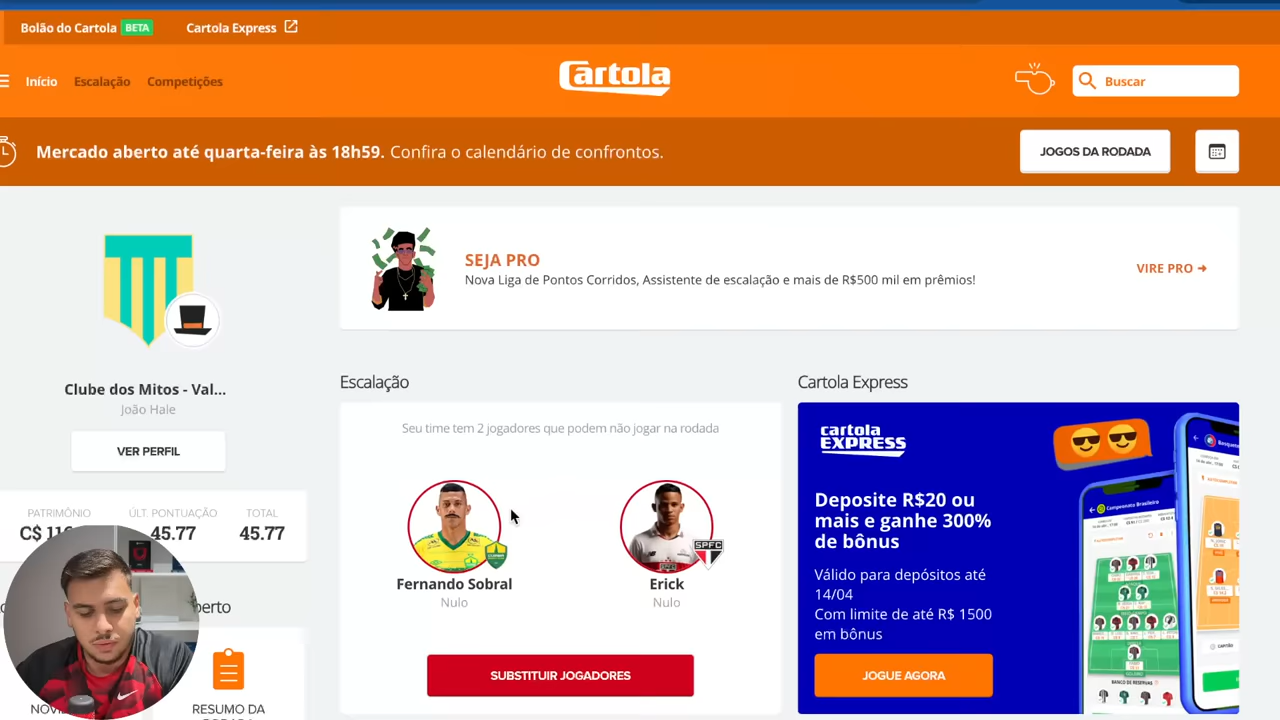 Bolão do Cartola BETA
Cartola Express
Início
Escalação
Competições
Cartola
Buscar
Mercado aberto até quarta-feira às 18h59. Confira o calendário de confrontos.
JOGOS DA RODADA
SEJA PRO
Nova Liga de Pontos Corridos, Assistente de escalação e mais de R$500 mil em prêmios!
VIRE PRO
Clube dos Mitos - Val...
João Hale
VER PERFIL
PATRIMÔNIO
ÚLT. PONTUAÇÃO
TOTAL
C$
45.77
45.77
RESUMO DA
Escalação
Seu time tem 2 jogadores que podem não jogar na rodada
SPFC
Fernando Sobral
Nulo
Erick
Nulo
SUBSTITUIR JOGADORES
Cartola Express
cartola
EXPRESS
Deposite R$20 ou
mais e ganhe 300%
de bônus
Válido para depósitos até
14/04
Com limite de até R$ 1500
em bônus
JOGUE AGORA
Campeonato Brasileiro